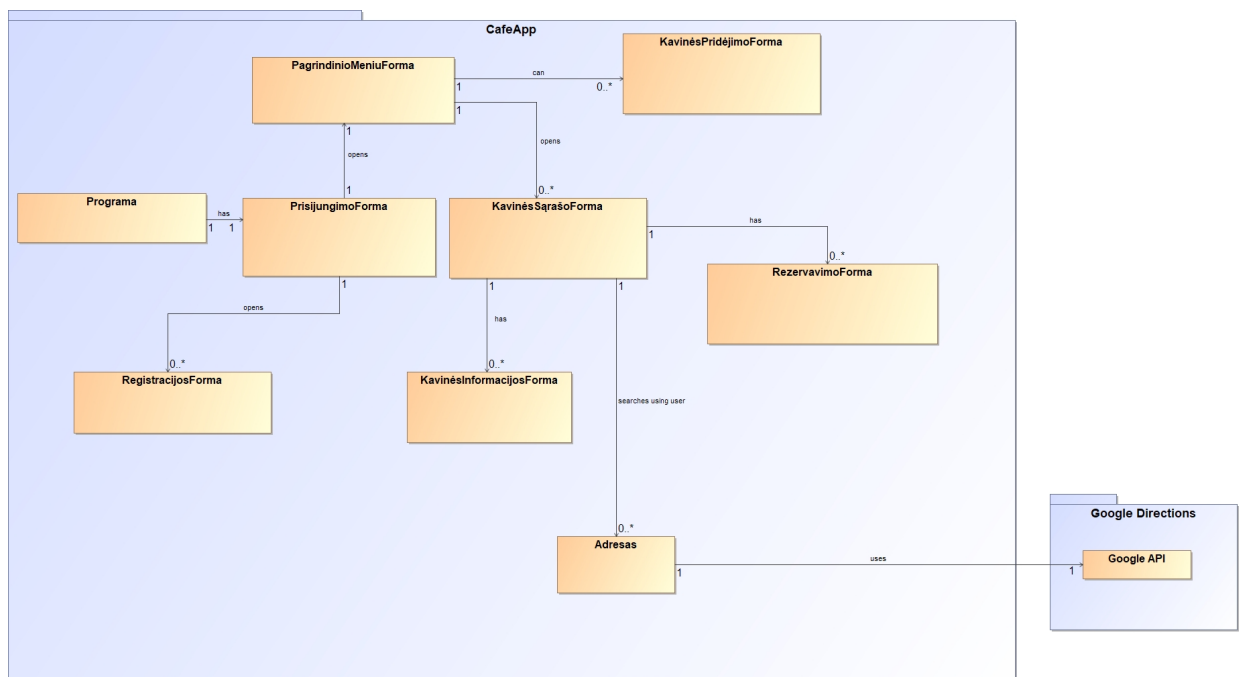 CafeApp
KavinėsPridėjimoForma
PagrindinioMeniuForma
can
1
0..*
1
1
opens
opens
1
0..*
Programa
PrisijungimoForma
KavinėsSąrašoForma
has
1
1
has
1
0..*
RezervavimoForma
1
1
1
opens
has
0..*
0..*
RegistracijosForma
KavinėsInformacijosForma
searches using user
0..*
Adresas
1
uses
1
Google Directions
Google API